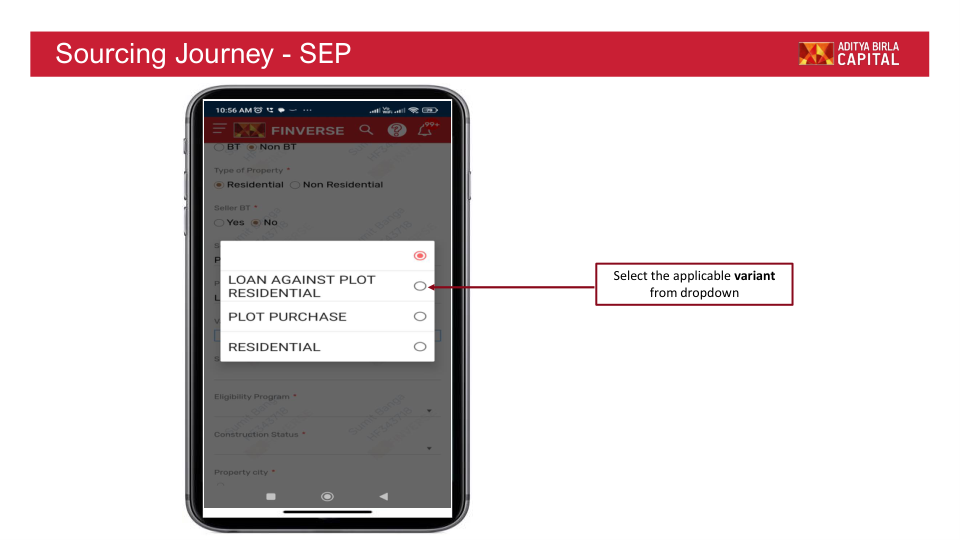 Sourcing Journey - SEP
ADITYA BIRLA
CAPITAL
10:56 AM
FINVERSE
99+
BT Non BT
Type of Property *
Residential Non Residential
Seller BT *
Yes No
S
P
LOAN AGAINST PLOT
RESIDENTIAL
P
L
PLOT PURCHASE
V
RESIDENTIAL
S
Eligibility Program *
Construction Status *
Property city *
Select the applicable variant
from dropdown